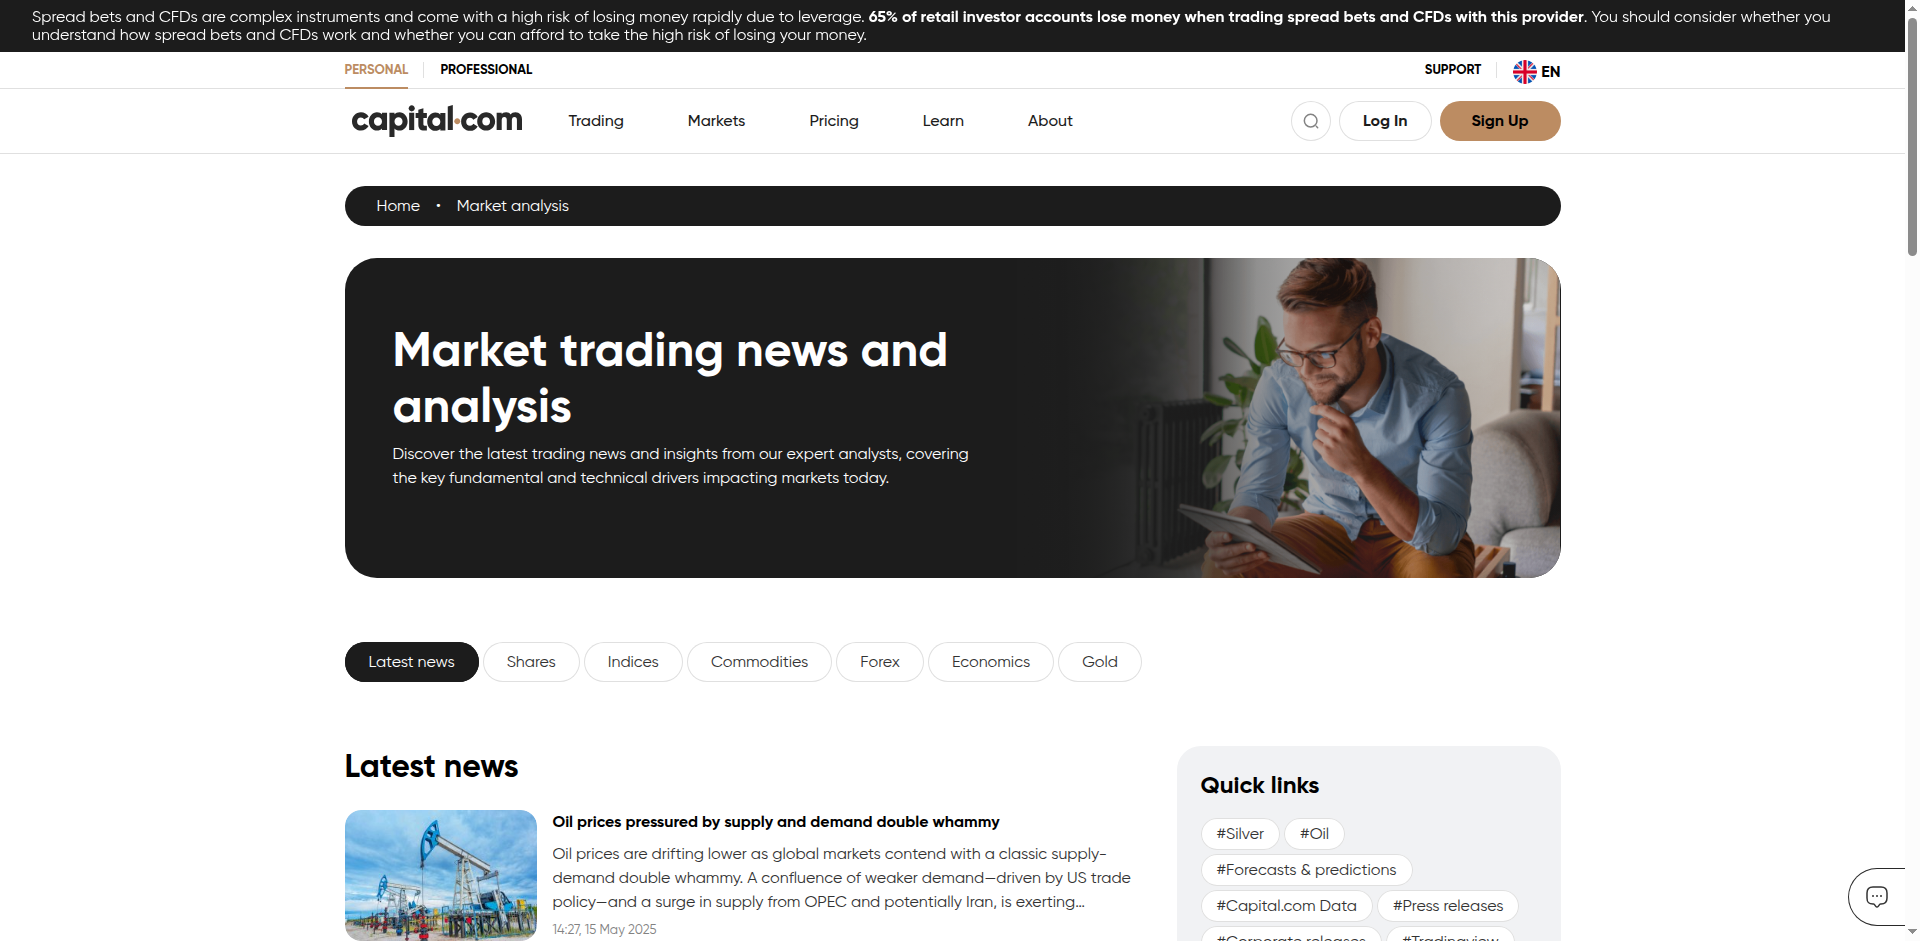 Spread bets and CFDs are complex instruments and come with a high risk of losing money rapidly due to leverage. 65% of retail investor accounts lose money when trading spread bets and CFDs with this provider. You should consider whether you
understand how spread bets and CFDs work and whether you can afford to take the high risk of losing your money.
PERSONAL PROFESSIONAL SUPPORT EN
capital.com Trading Markets Pricing Learn About Log In Sign Up
Home • Market analysis
Market trading news and
analysis
Discover the latest trading news and insights from our expert analysts, covering
the key fundamental and technical drivers impacting markets today.
Latest news Shares Indices Commodities Forex Economics Gold
Latest news
Oil prices pressured by supply and demand double whammy
Oil prices are drifting lower as global markets contend with a classic supply-
demand double whammy. A confluence of weaker demand—driven by US trade
policy—and a surge in supply from OPEC and potentially Iran, is exerting...
14:27, 15 May 2025
Quick links
#Silver #Oil
#Forecasts & predictions
#Capital.com Data #Press releases
#Corporate releases #Tradingview